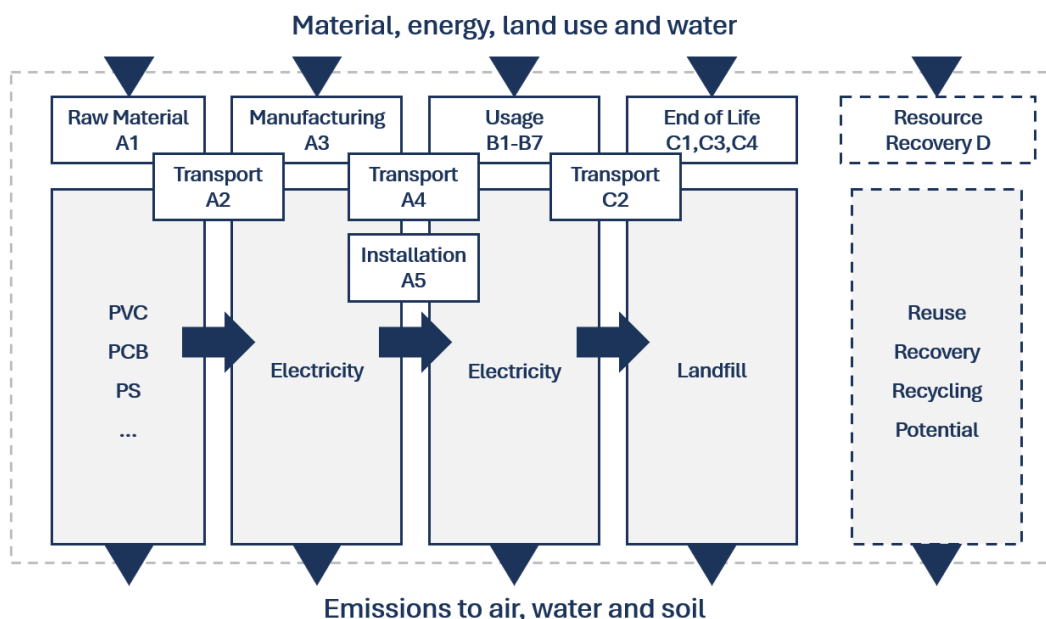 Material, energy, land use and water
Raw Material
A1
Manufacturing
A3
Usage
B1-B7
End of Life
C1,C3,C4
Resource
Recovery D
Transport
A2
Transport
A4
Transport
C2
Installation
A5
PVC
PCB
PS
...
Electricity
Electricity
Landfill
Reuse
Recovery
Recycling
Potential
Emissions to air, water and soil